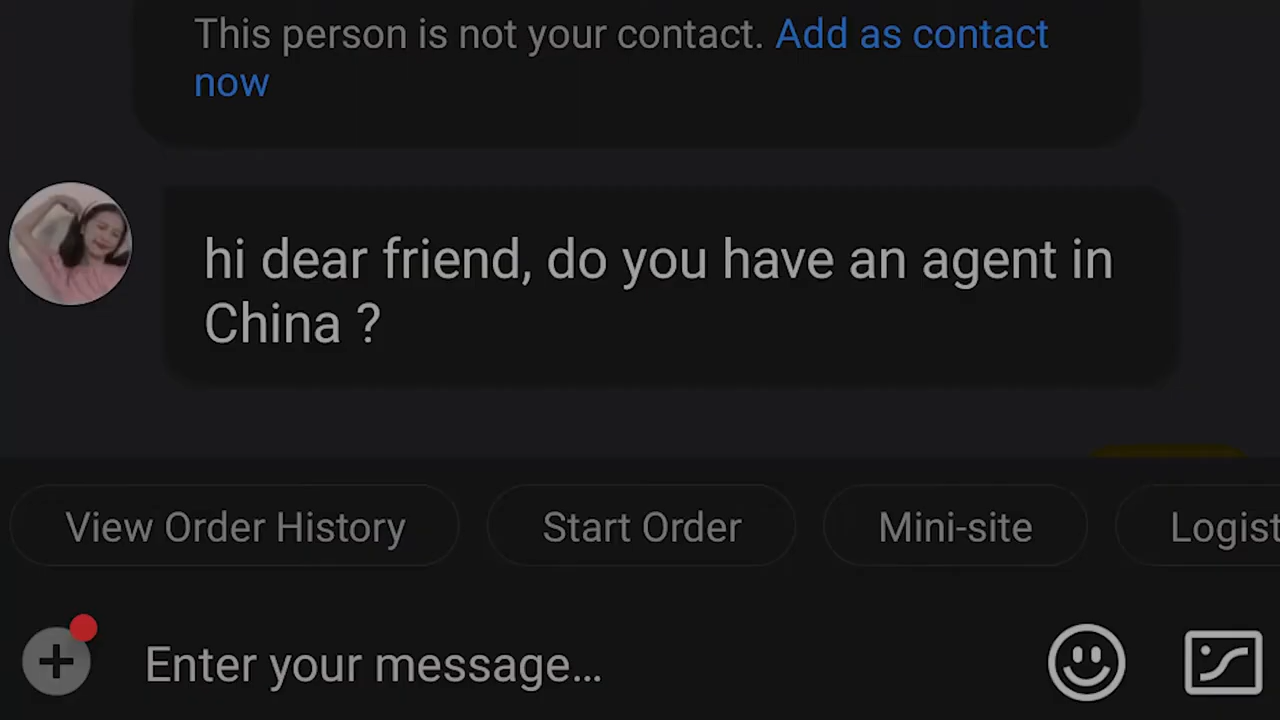 This person is not your contact. Add as contact
now
hi dear friend, do you have an agent in
China ?
View Order History
Start Order
Mini-site
Logist
Enter your message...